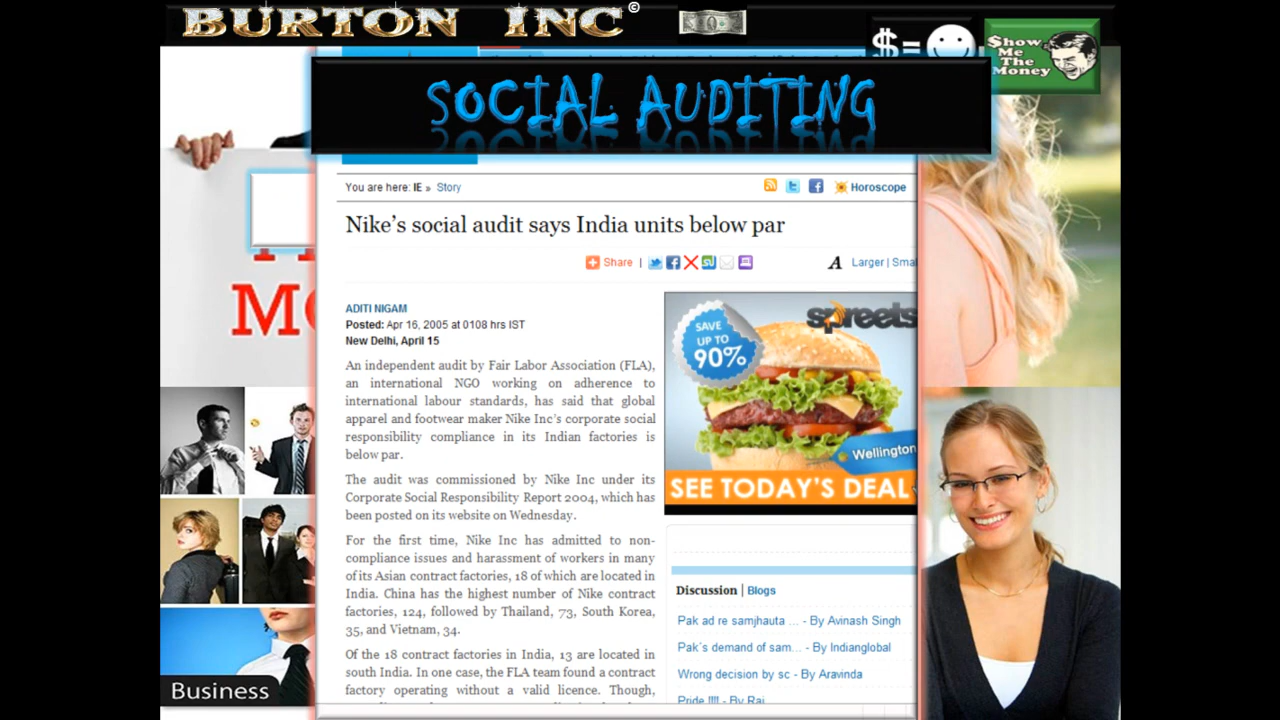 BURTON INC©
$=
Show
Me
The
Money
SOCIAL AUDITING
You are here: IE » Story
Horoscope
Nike's social audit says India units below par
Share |
A Larger | Smal
ADITI NIGAM
Posted: Apr 16, 2005 at 0108 hrs IST
New Delhi, April 15
An independent audit by Fair Labor Association (FLA),
an international NGO working on adherence to
international labour standards, has said that global
apparel and footwear maker Nike Inc's corporate social
responsibility compliance in its Indian factories is
below par.
The audit was commissioned by Nike Inc under its
Corporate Social Responsibility Report 2004, which has
been posted on its website on Wednesday.
For the first time, Nike Inc has admitted to non-
compliance issues and harassment of workers in many
of its Asian contract factories, 18 of which are located in
India. China has the highest number of Nike contract
factories, 124, followed by Thailand, 73, South Korea,
35, and Vietnam, 34.
Of the 18 contract factories in India, 13 are located in
south India. In one case, the FLA team found a contract
factory operating without a valid licence. Though,
spreets
SAVE
UP TO
90%
Wellington
SEE TODAY'S DEAL
Discussion | Blogs
Pak ad re samjhauta ... - By Avinash Singh
Pak's demand of sam... - By Indianglobal
Wrong decision by sc - By Aravinda
Pride !!!! - By Raj
Business